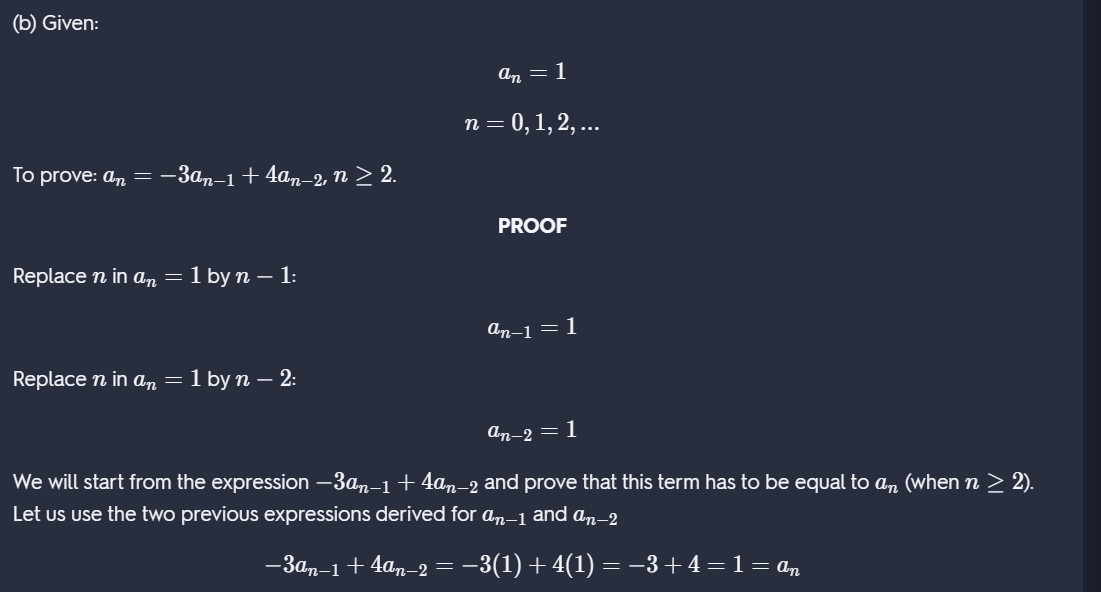 (b) Given:
aₙ = 1
n = 0, 1, 2, ...
To prove: aₙ = −3aₙ₋₁ + 4aₙ₋₂, n ≥ 2.
PROOF
Replace n in aₙ = 1 by n − 1:
aₙ₋₁ = 1
Replace n in aₙ = 1 by n − 2:
aₙ₋₂ = 1
We will start from the expression −3aₙ₋₁ + 4aₙ₋₂ and prove that this term has to be equal to aₙ (when n ≥ 2).
Let us use the two previous expressions derived for aₙ₋₁ and aₙ₋₂
−3aₙ₋₁ + 4aₙ₋₂ = −3(1) + 4(1) = −3 + 4 = 1 = aₙ